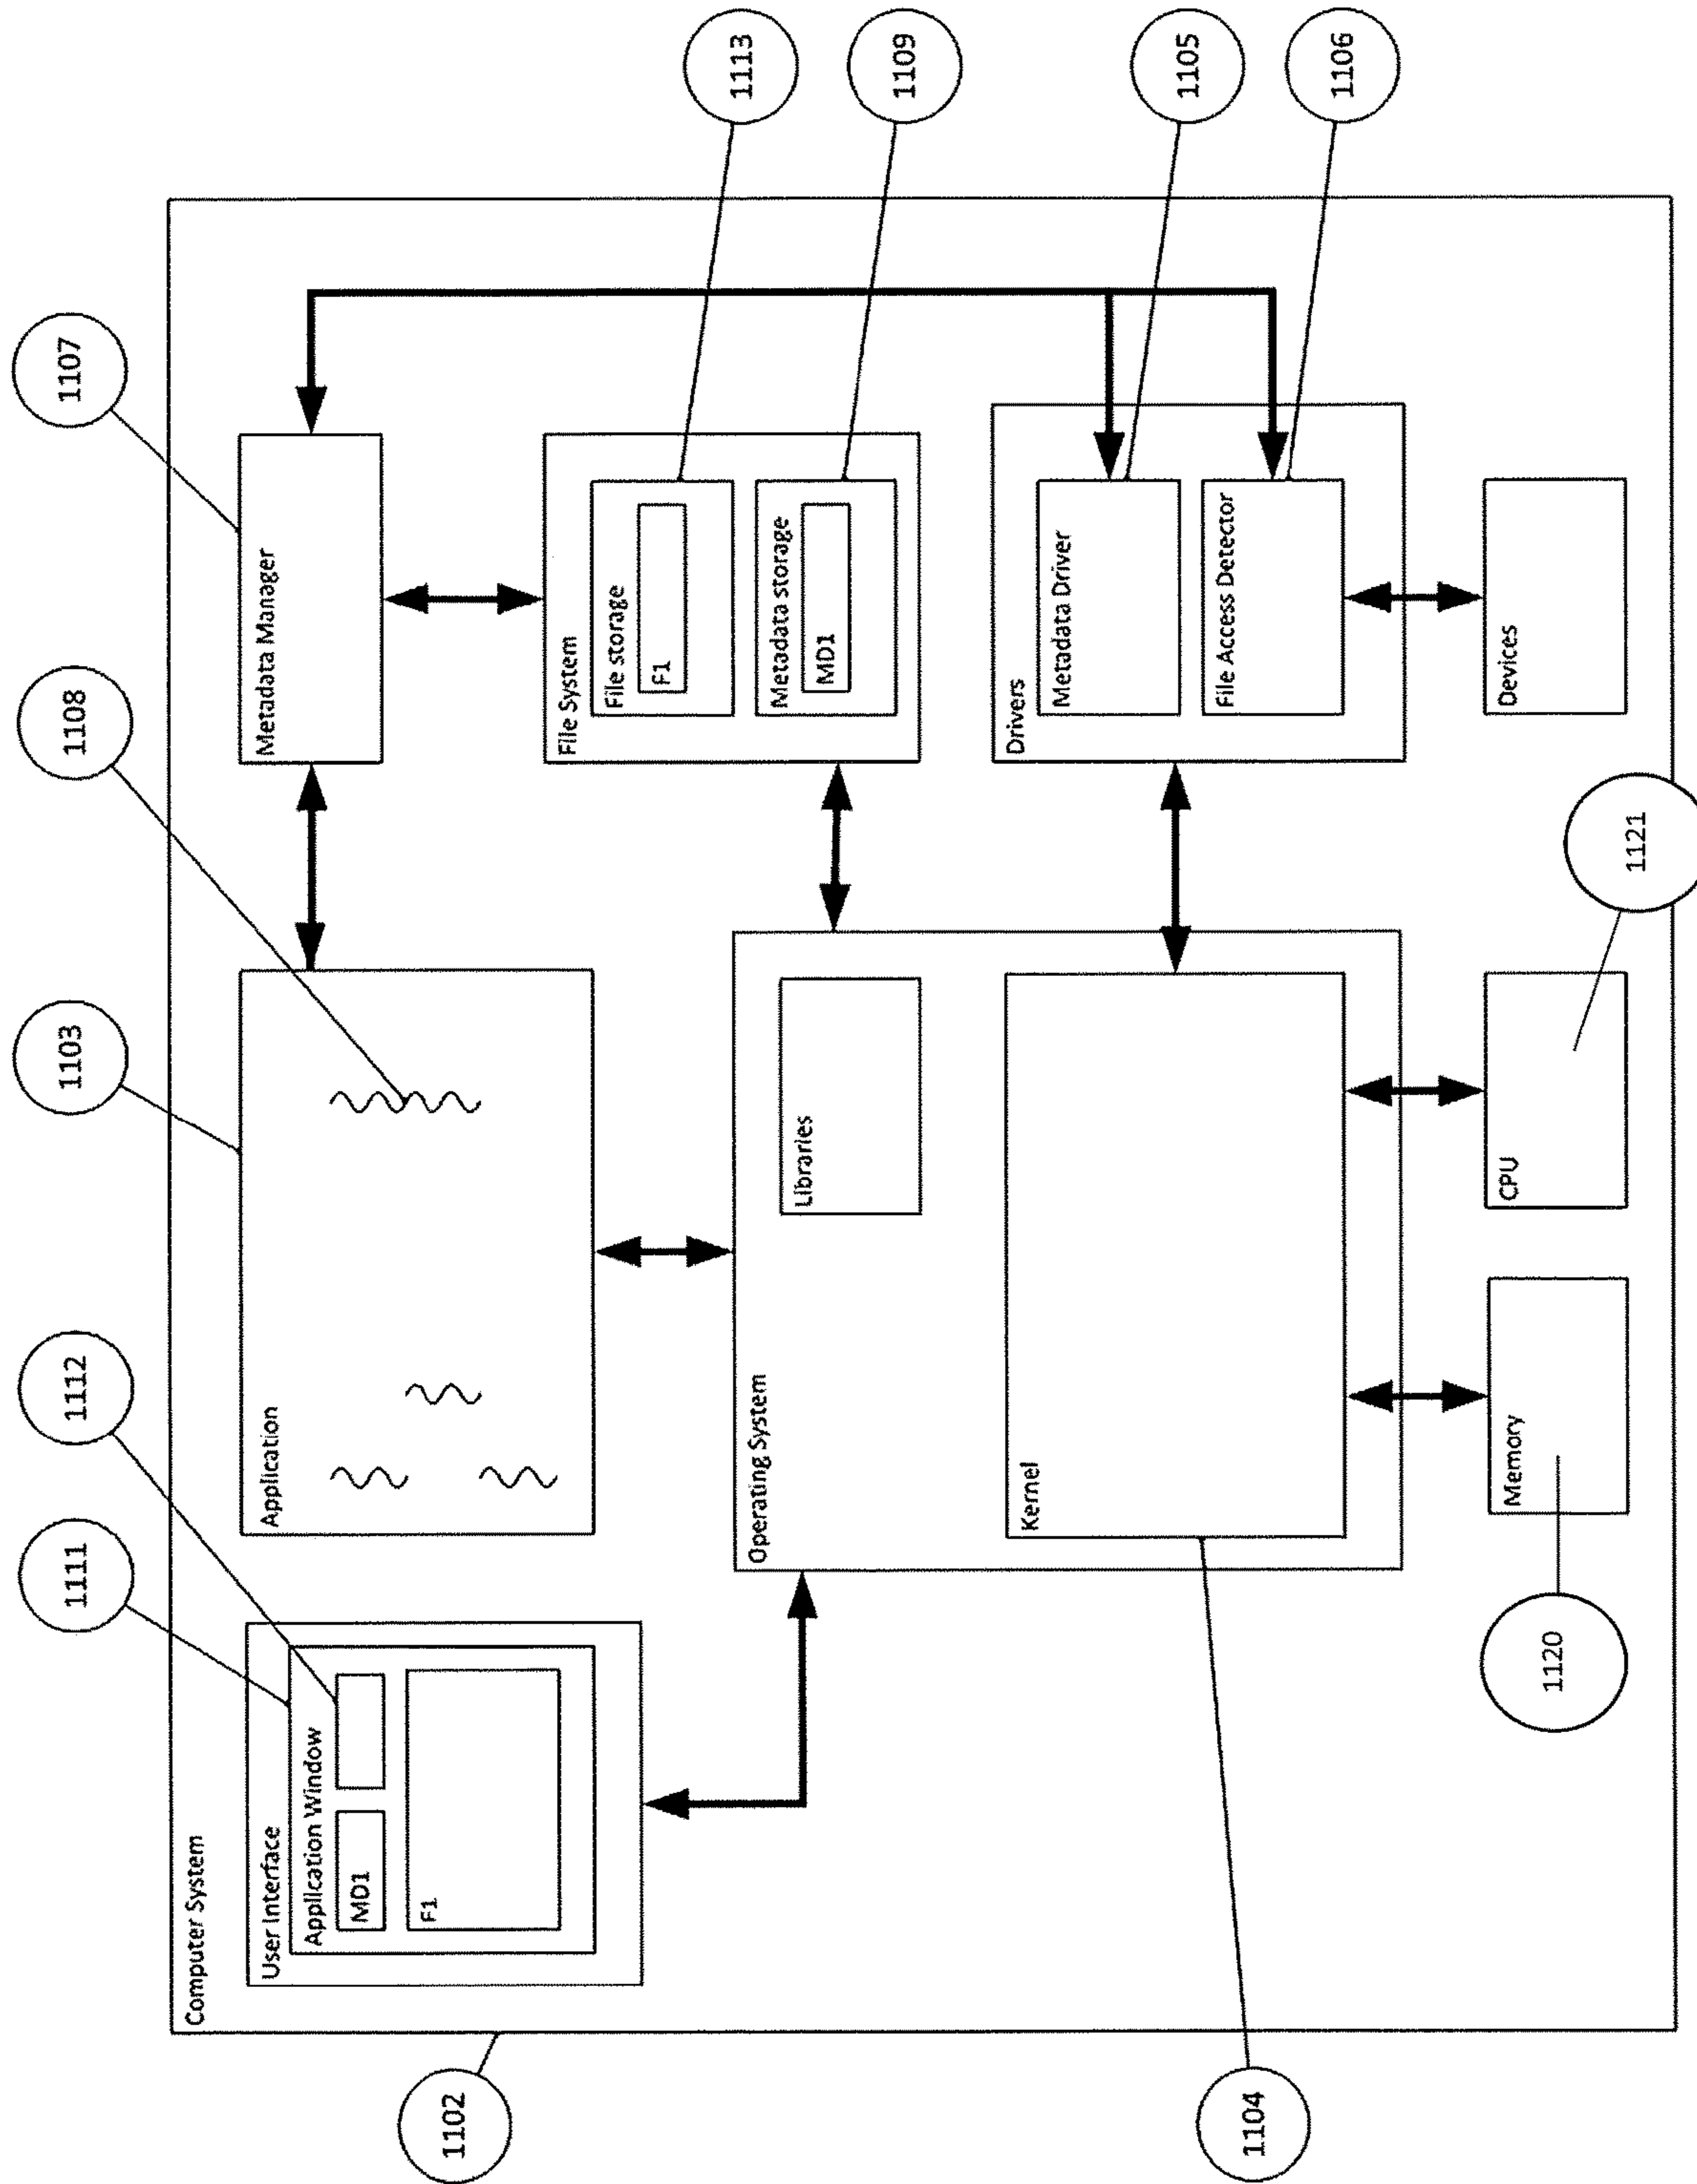 1102
1111
1112
1103
1108
1107
Computer System
User Interface
Application Window
MD1
F1
Application
Metadata Manager
File System
File storage
F1
Metadata storage
MD1
1113
1109
Operating System
Libraries
Kernel
Drivers
Metadata Driver
File Access Detector
1105
1106
Memory
CPU
Devices
1104
1120
1121